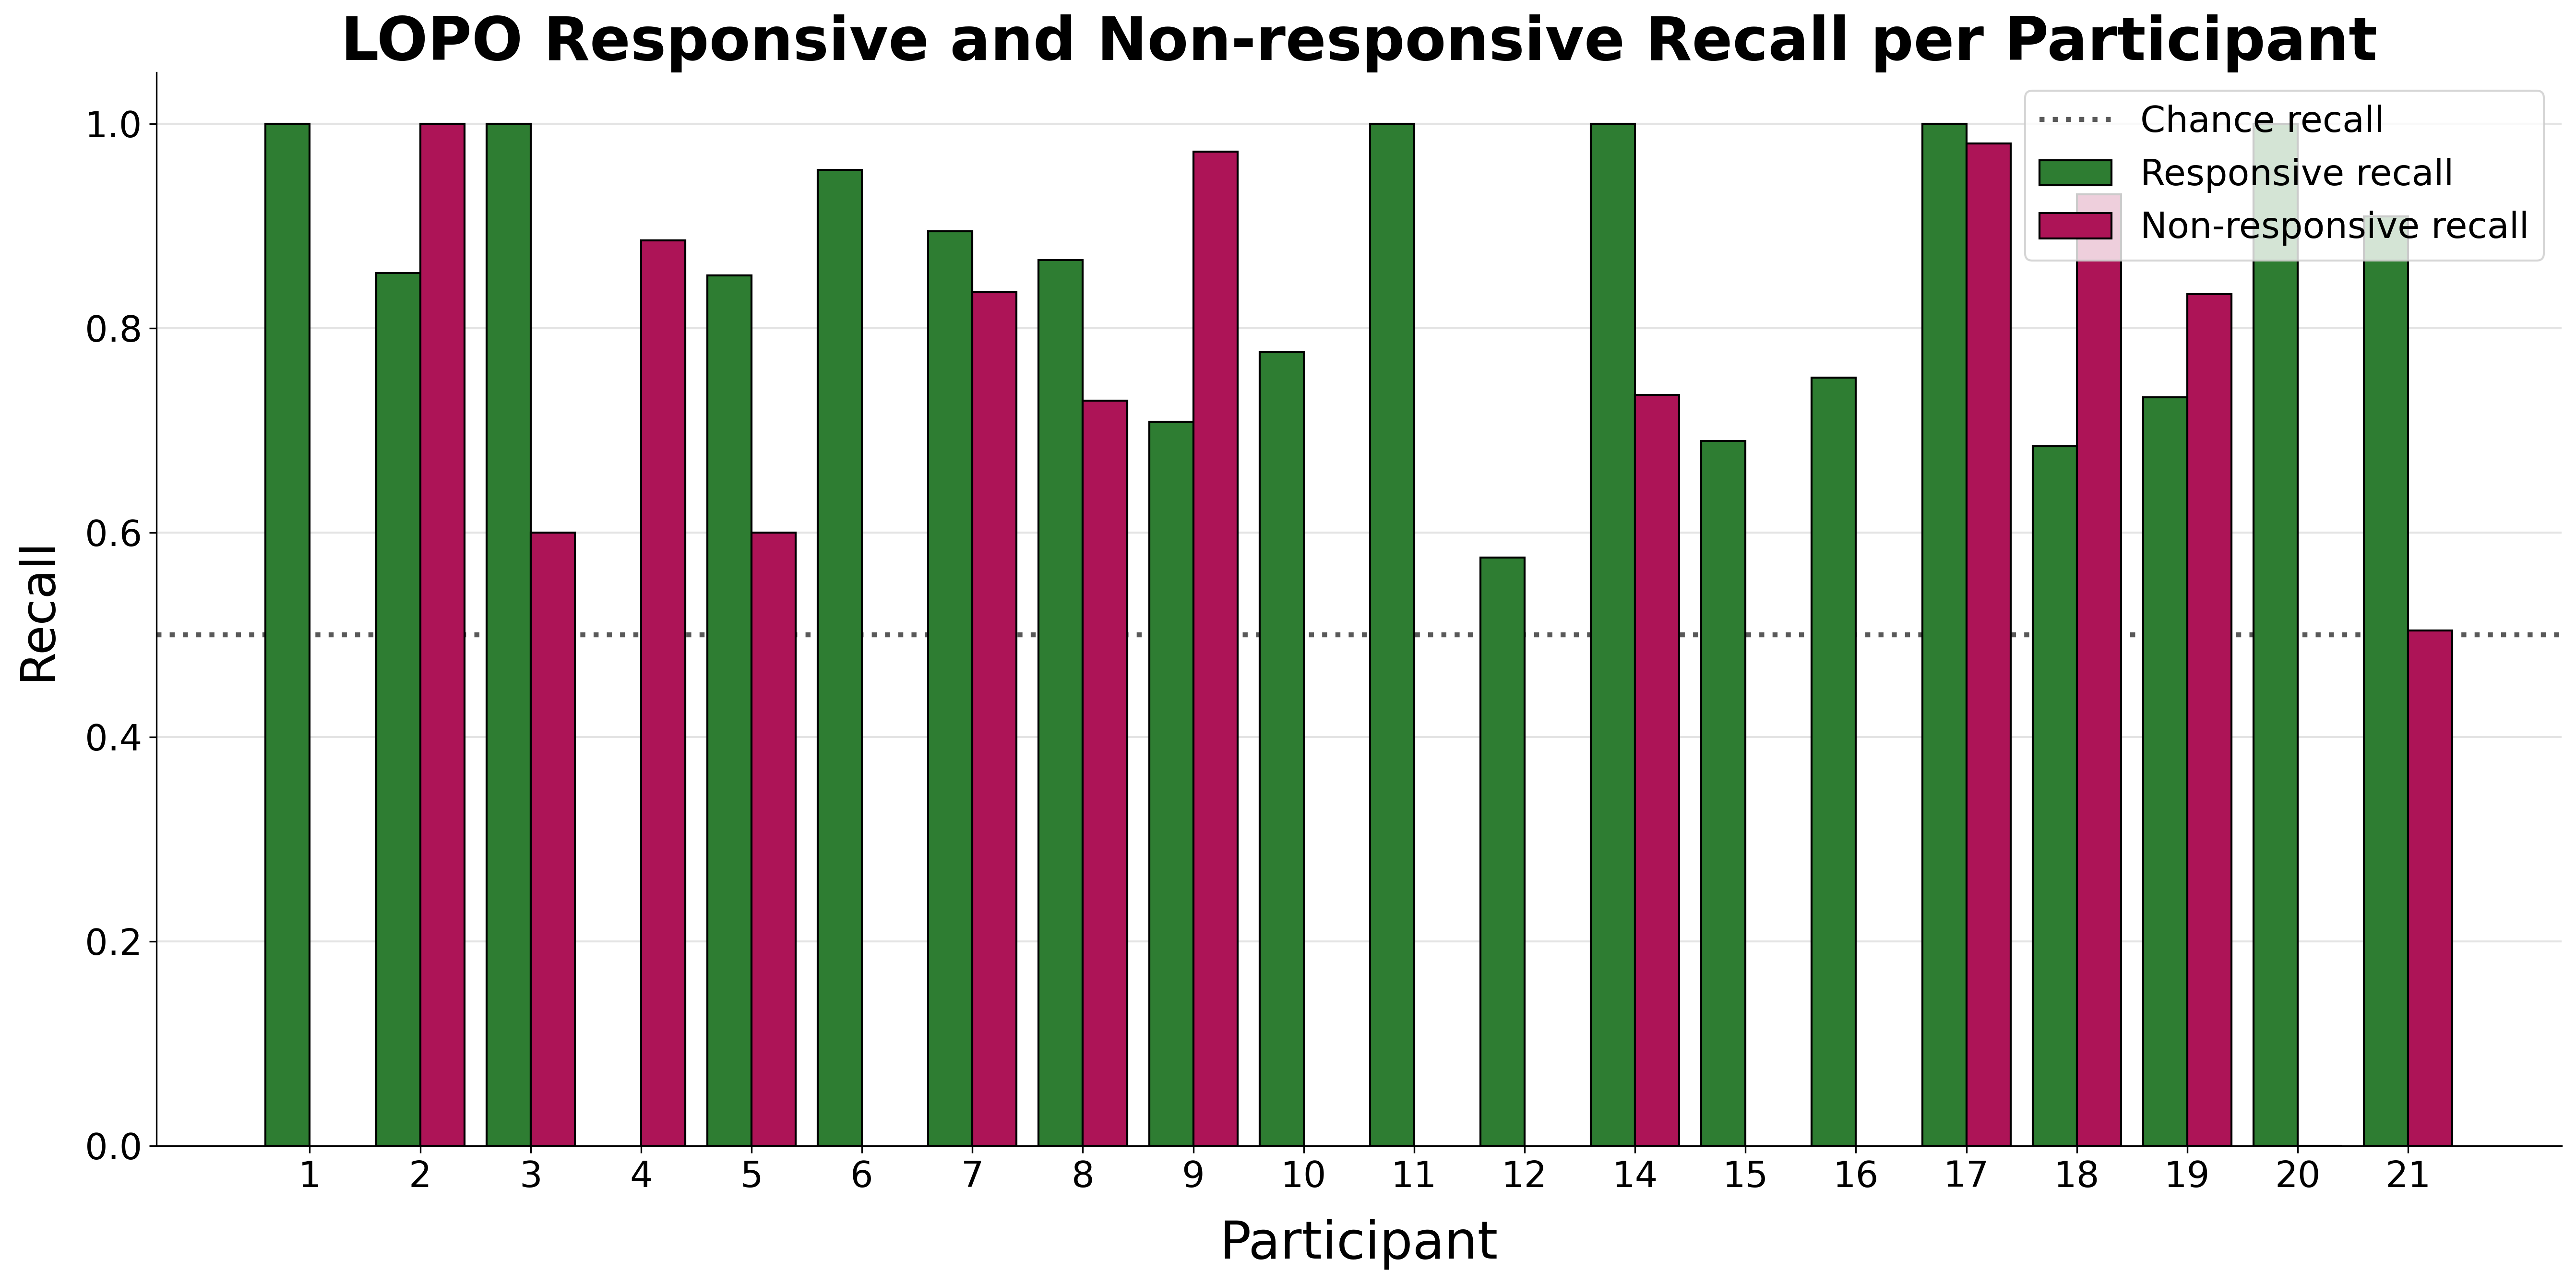 LOPO Responsive and Non-responsive Recall per Participant
Chance recall
Responsive recall
Non-responsive recall
Recall
1.0
0.8
0.6
0.4
0.2
0.0
1 2 3 4 5 6 7 8 9 10 11 12 14 15 16 17 18 19 20 21
Participant